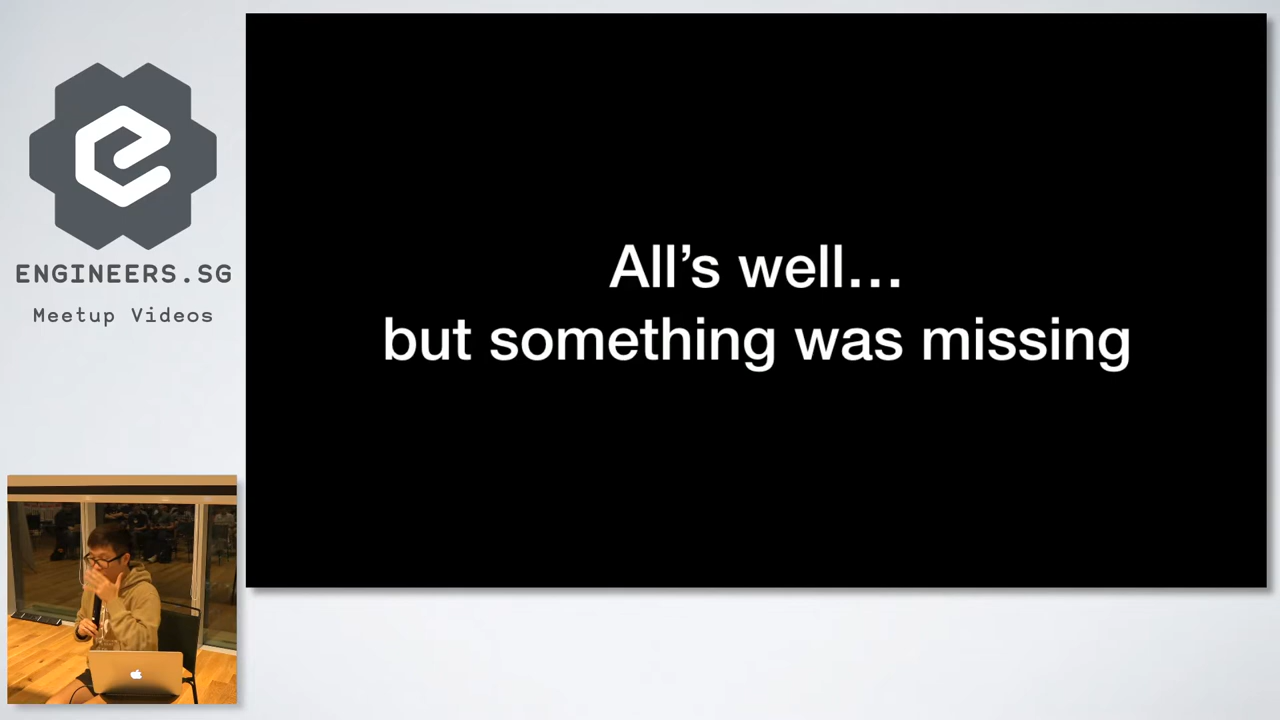 ENGINEERS.SG
Meetup Videos
All’s well…
but something was missing